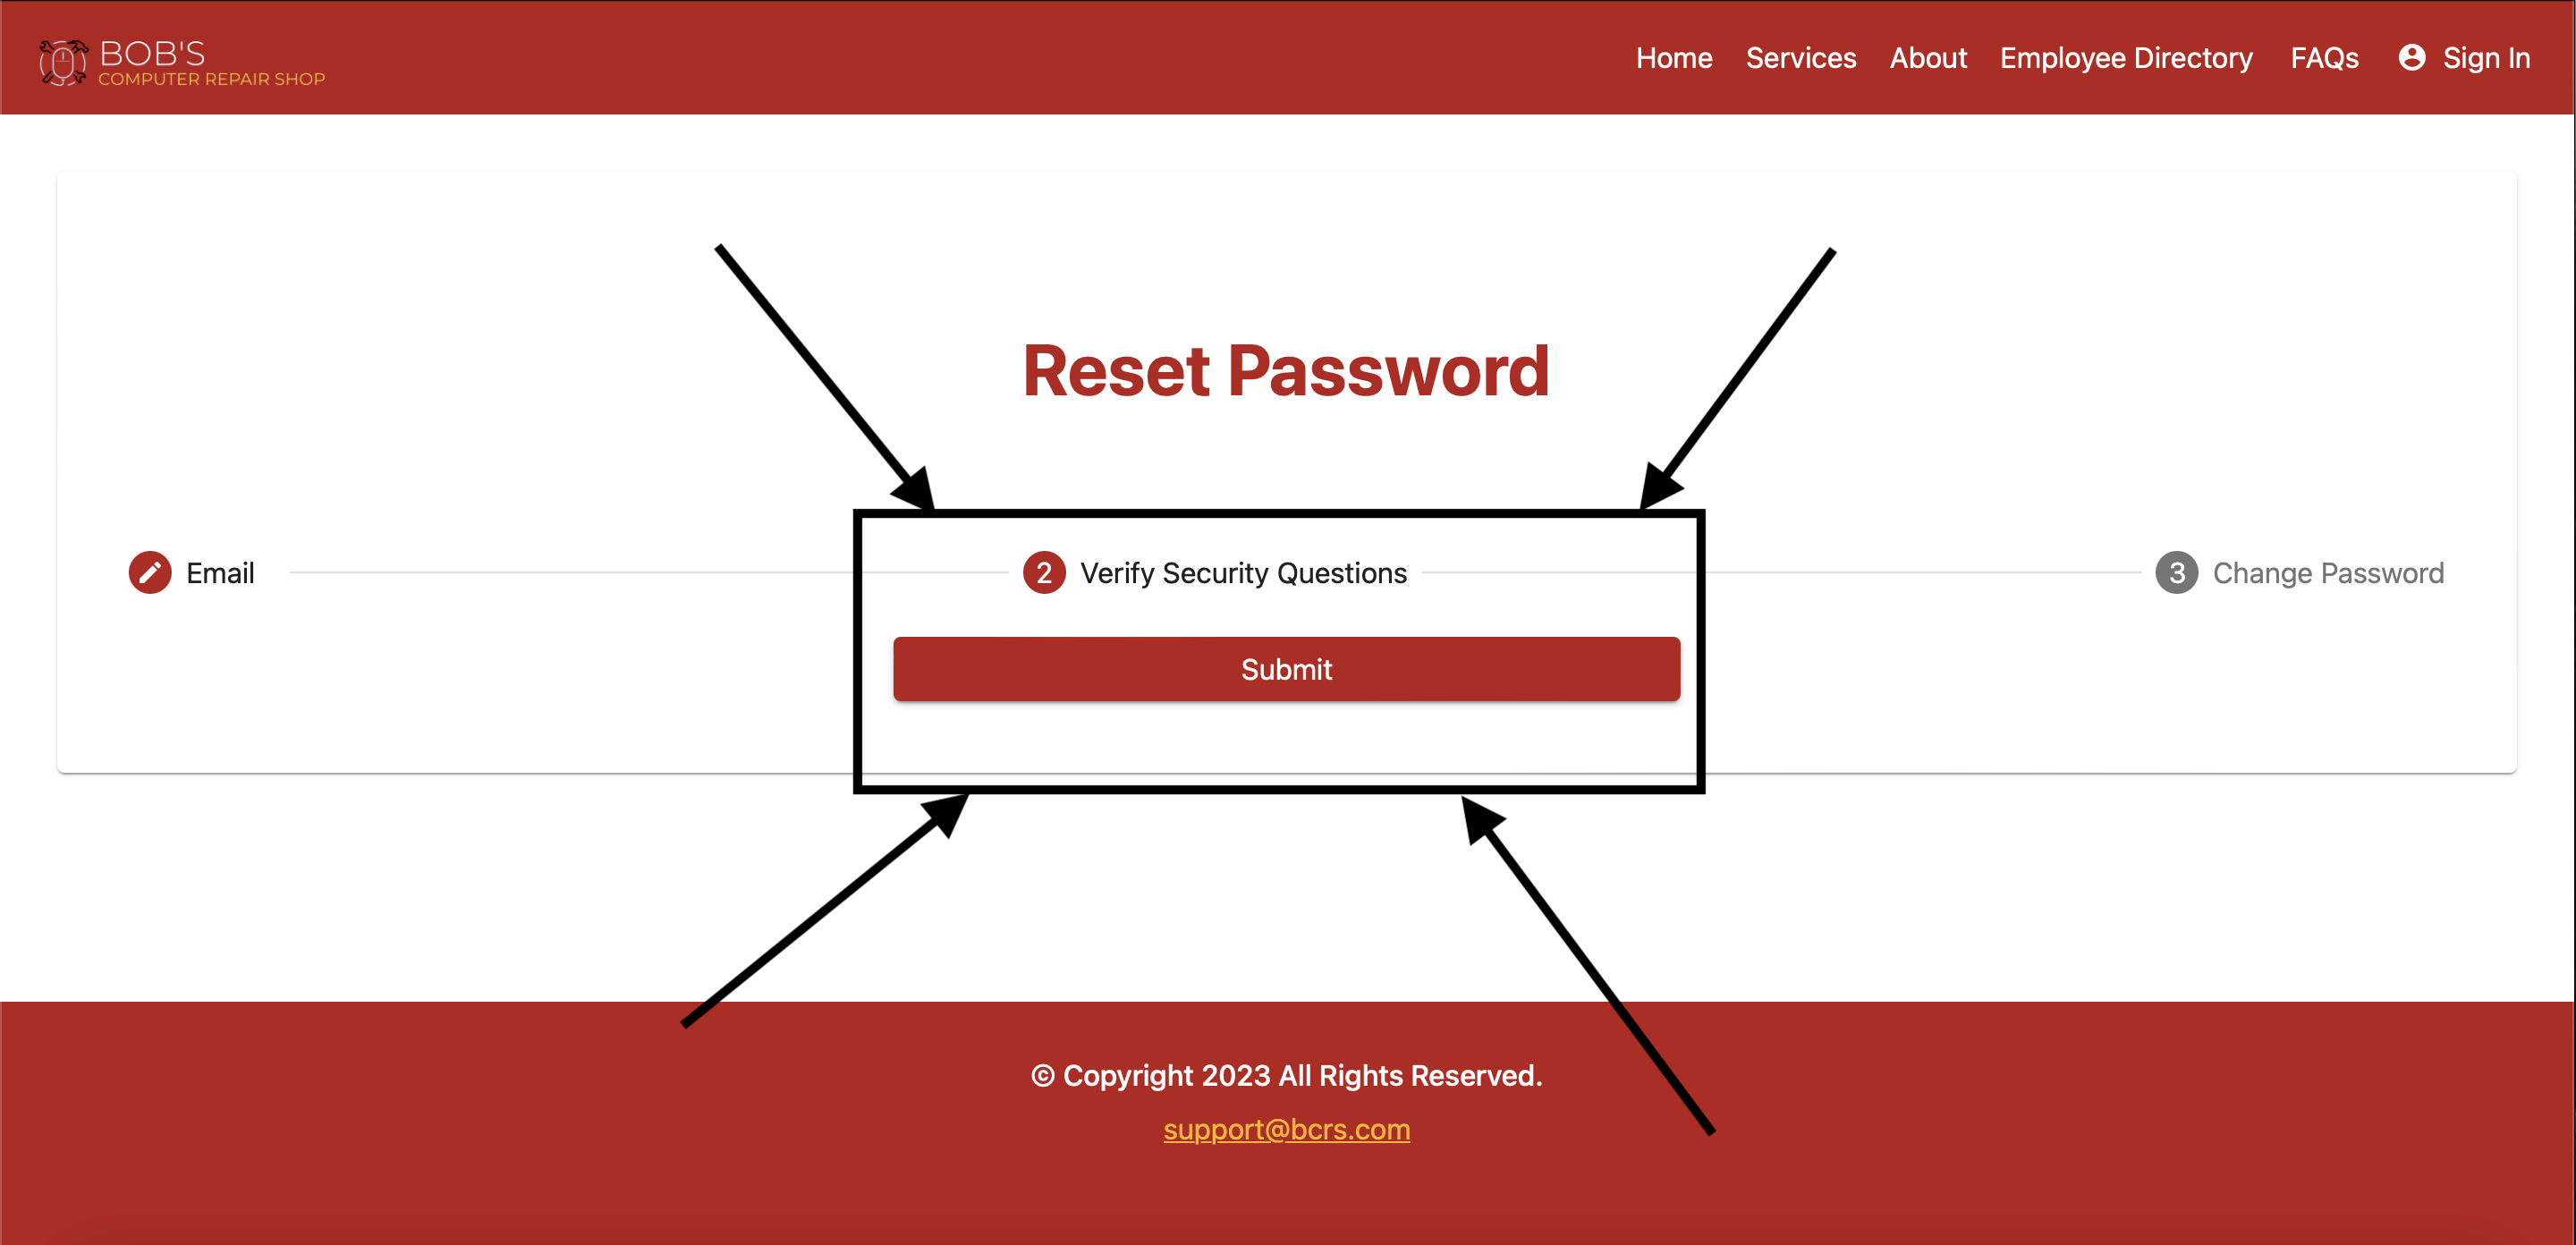 BOB'S
COMPUTER REPAIR SHOP
Home Services About Employee Directory FAQs Sign In
Reset Password
Email 2 Verify Security Questions 3 Change Password
Submit
© Copyright 2023 All Rights Reserved.
support@bcrs.com